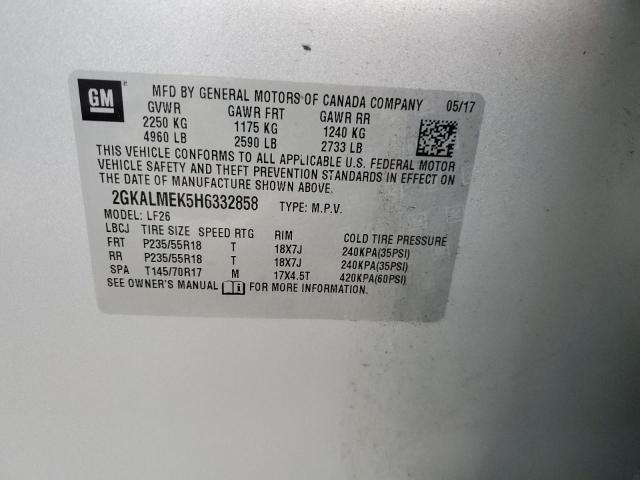 GM
MFD BY GENERAL MOTORS OF CANADA COMPANY 05/17
GVWR GAWR FRT GAWR RR
2250 KG 1175 KG 1240 KG
4960 LB 2590 LB 2733 LB
THIS VEHICLE CONFORMS TO ALL APPLICABLE U.S. FEDERAL MOTOR
VEHICLE SAFETY AND THEFT PREVENTION STANDARDS IN EFFECT ON
THE DATE OF MANUFACTURE SHOWN ABOVE.
2GKALMEK5H6332858 TYPE: M.P.V.
MODEL: LF26
LBCJ TIRE SIZE SPEED RTG RIM COLD TIRE PRESSURE
FRT P235/55R18 T 18X7J 240KPA(35PSI)
RR P235/55R18 T 18X7J 240KPA(35PSI)
SPA T145/70R17 M 17X4.5T 420KPA(60PSI)
SEE OWNER'S MANUAL i FOR MORE INFORMATION.